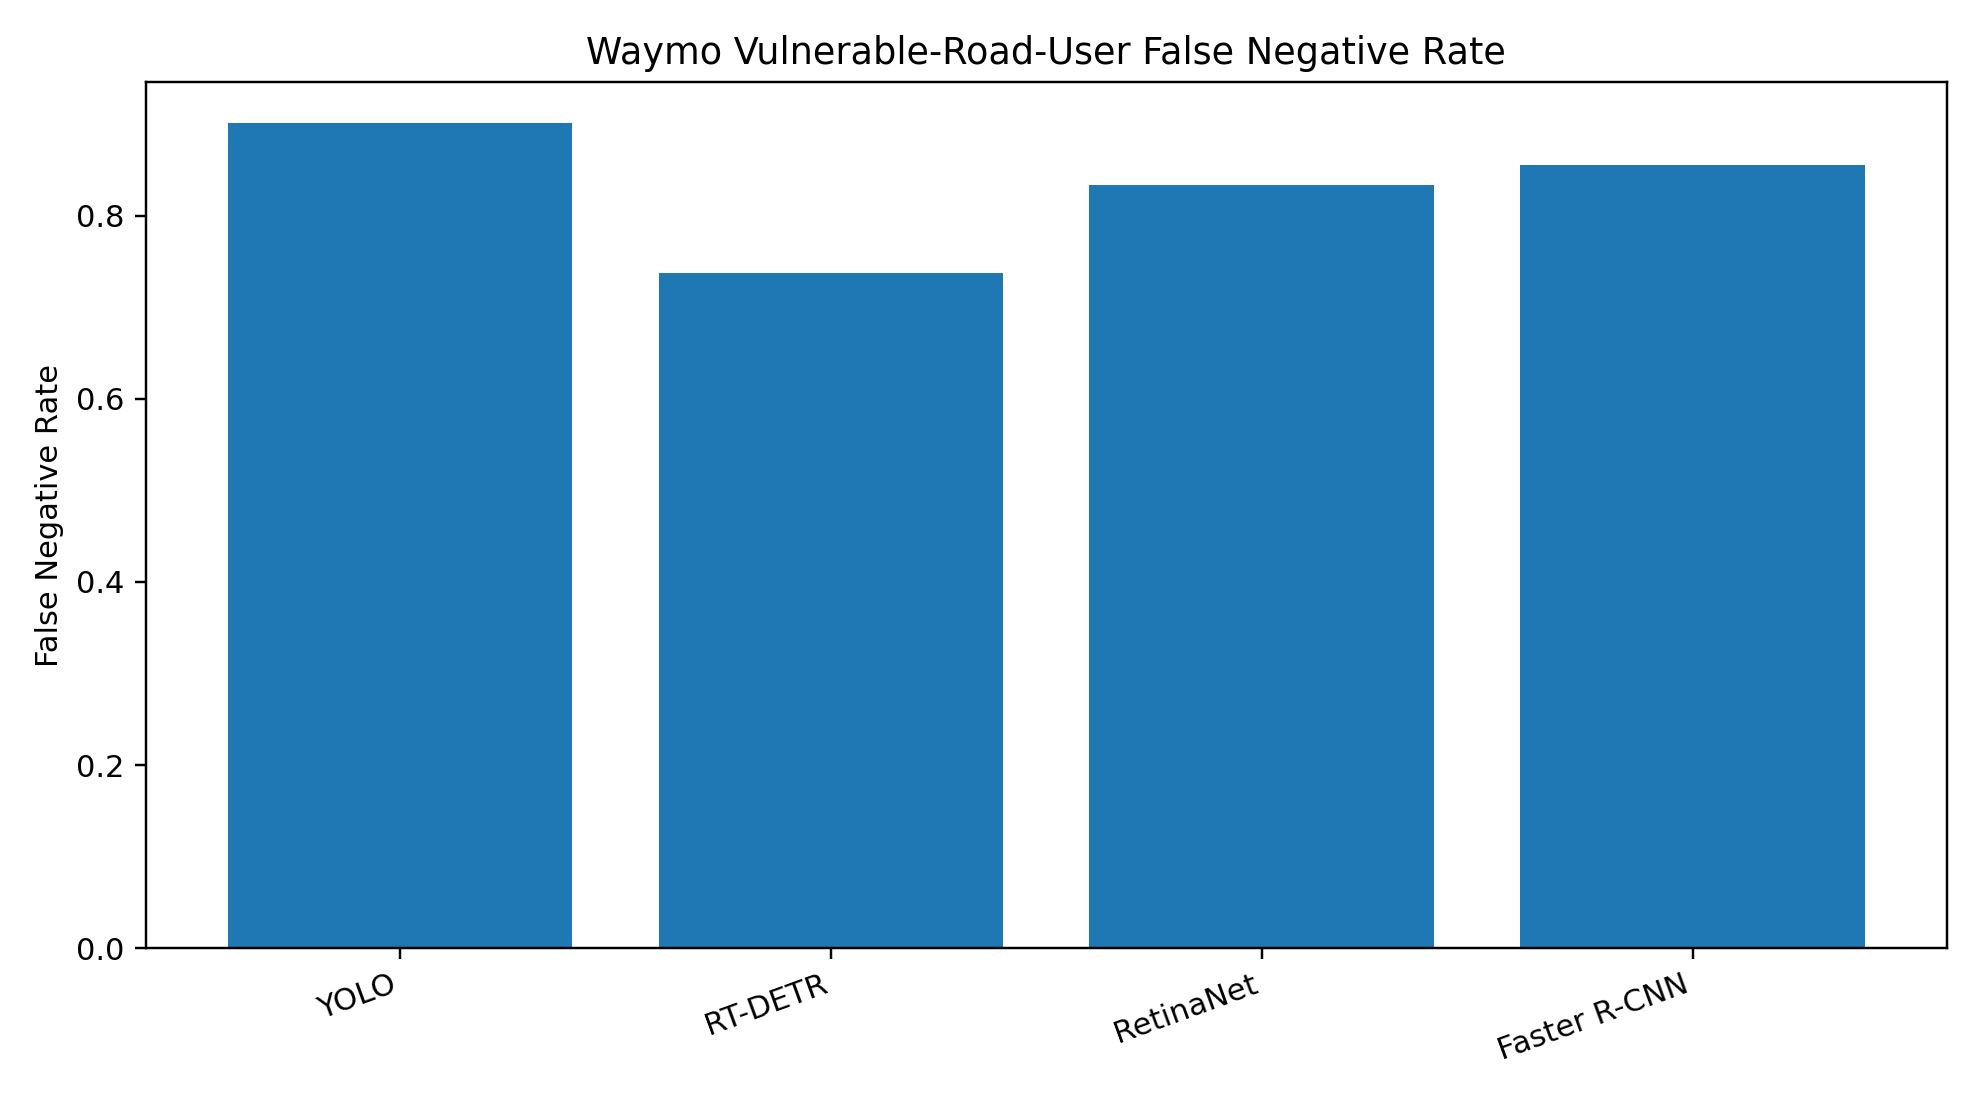 Waymo Vulnerable-Road-User False Negative Rate
False Negative Rate
0.8
0.6
0.4
0.2
0.0
YOLO
RT-DETR
RetinaNet
Faster R-CNN